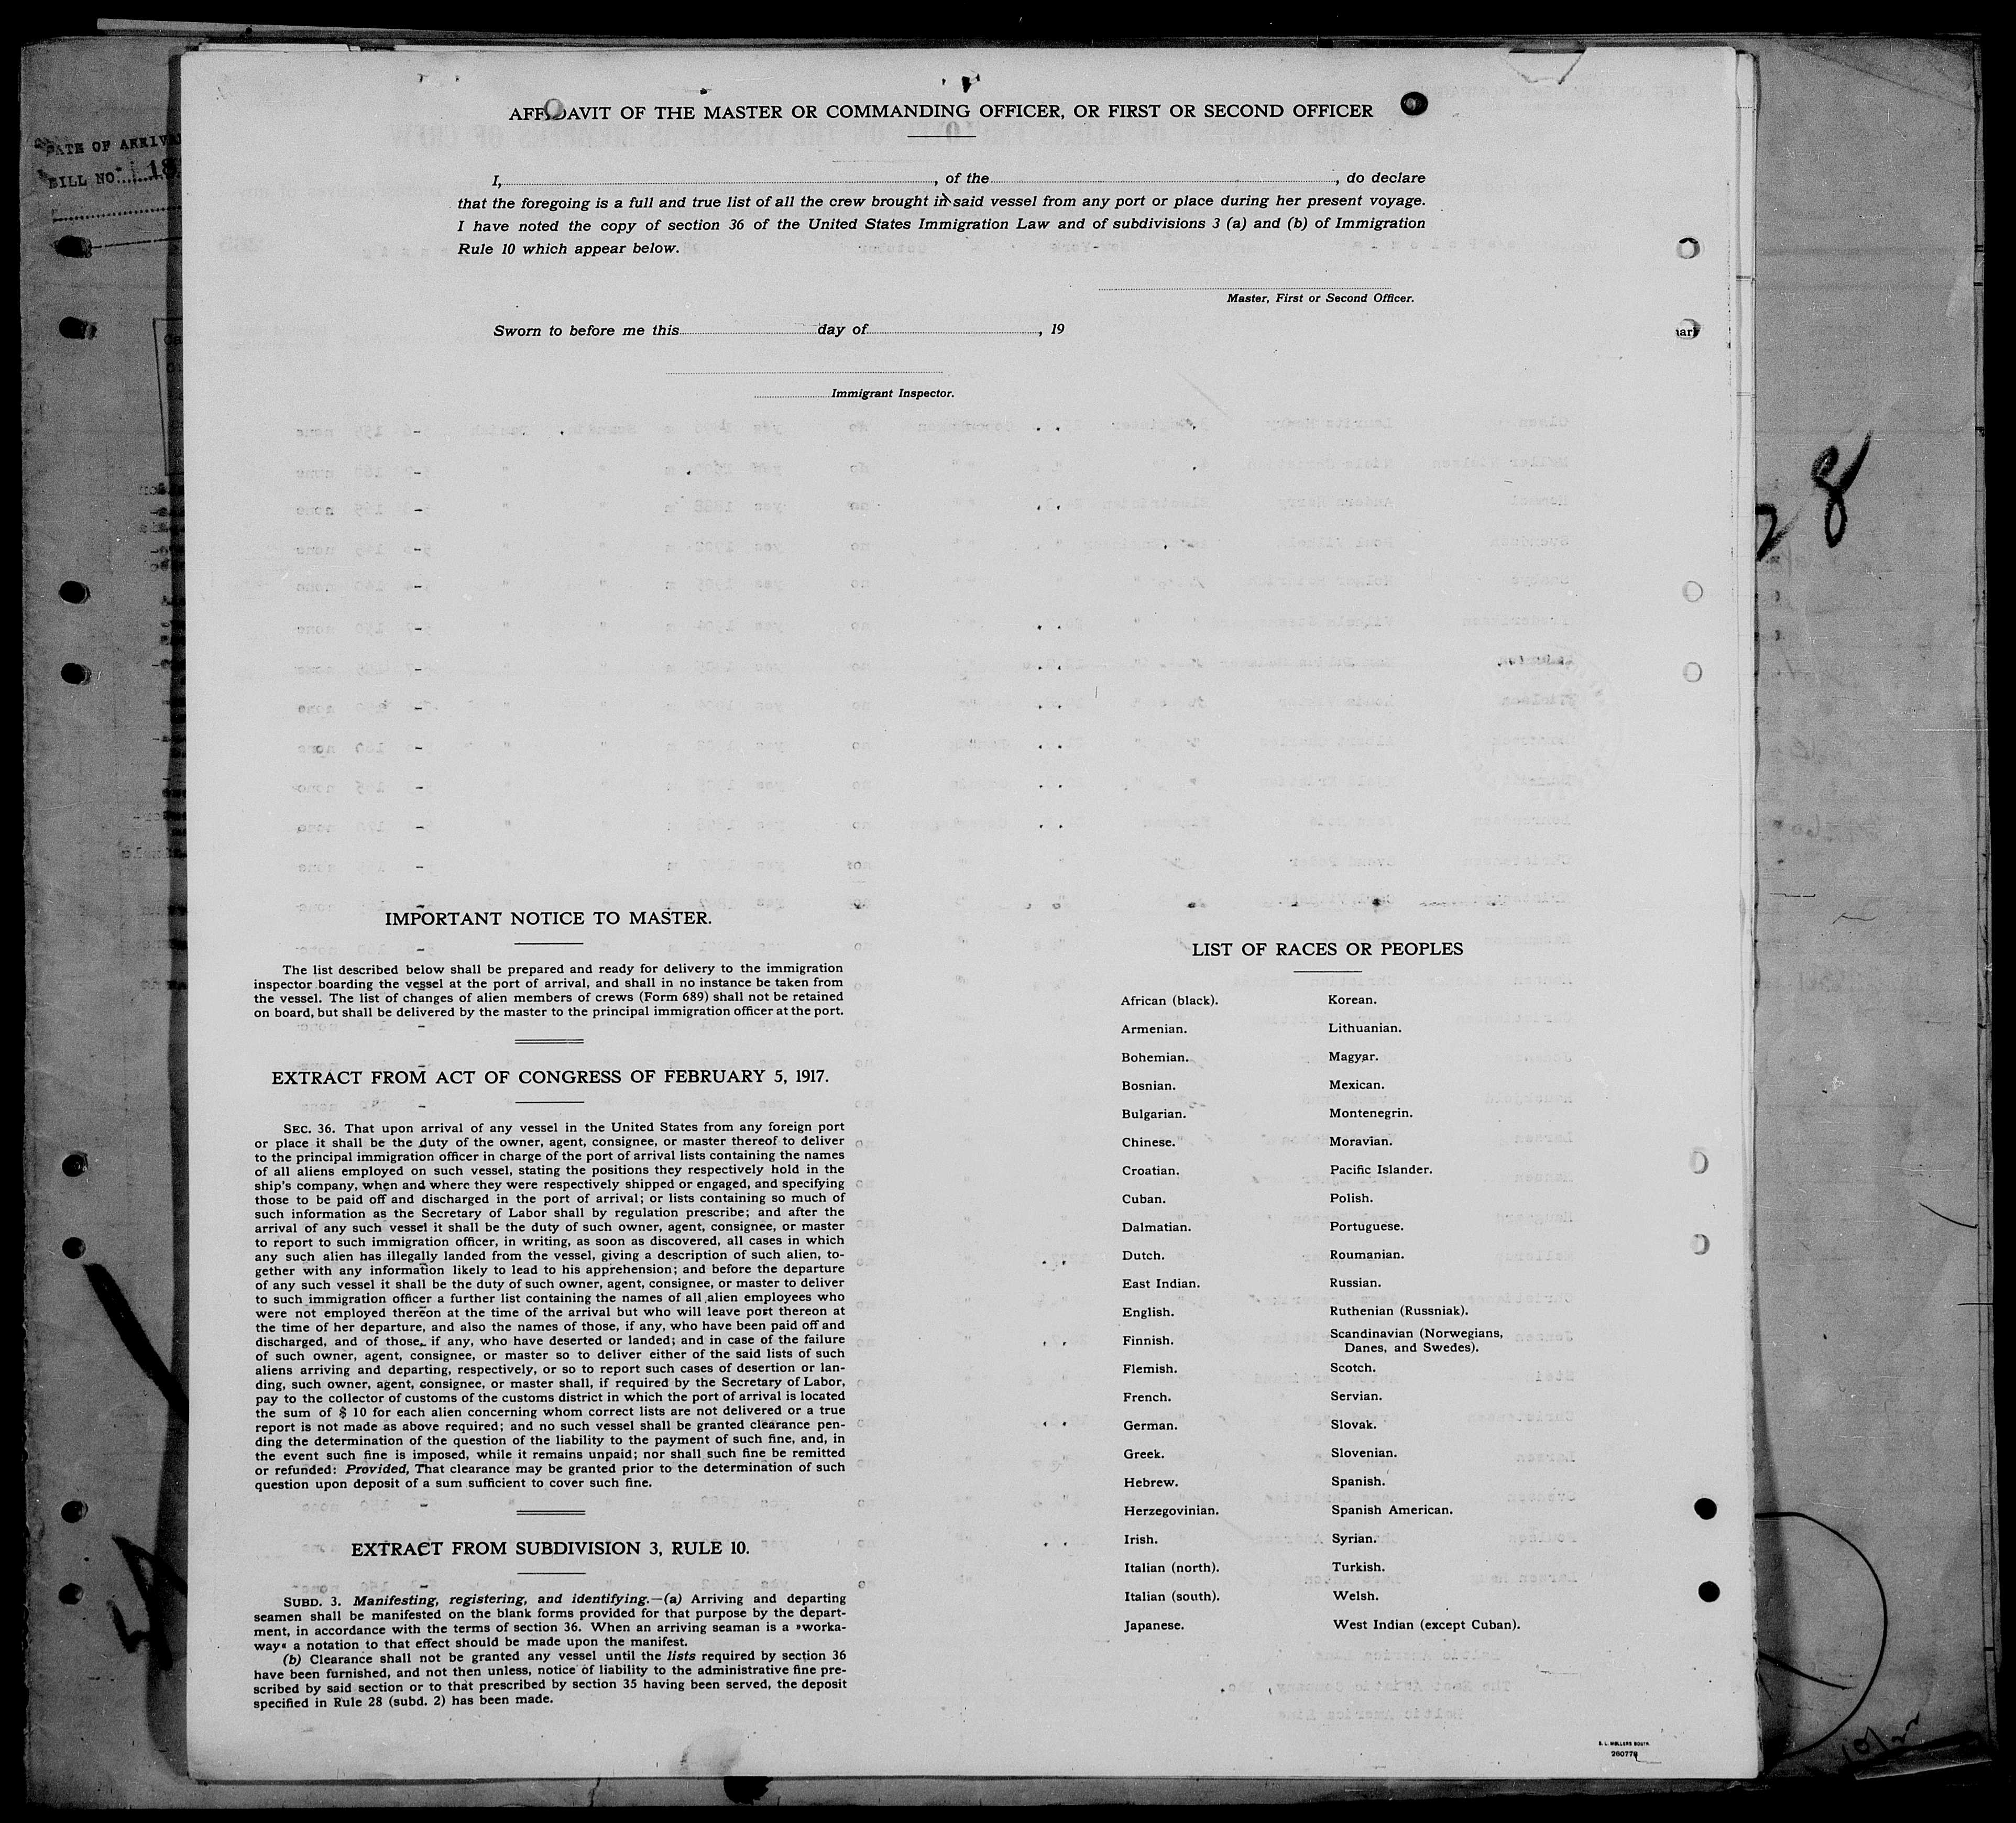 AFFIDAVIT OF THE MASTER OR COMMANDING OFFICER, OR FIRST OR SECOND OFFICER
I, , of the , do declare
that the foregoing is a full and true list of all the crew brought in said vessel from any port or place during her present voyage.
I have noted the copy of section 36 of the United States Immigration Law and of subdivisions 3 (a) and (b) of Immigration
Rule 10 which appear below.
Master, First or Second Officer.
Sworn to before me this day of , 19
Immigrant Inspector.
DATE OF ARRIVAL
BILL NO. 18
28
IMPORTANT NOTICE TO MASTER.
The list described below shall be prepared and ready for delivery to the immigration
inspector boarding the vessel at the port of arrival, and shall in no instance be taken from
the vessel. The list of changes of alien members of crews (Form 689) shall not be retained
on board, but shall be delivered by the master to the principal immigration officer at the port.
EXTRACT FROM ACT OF CONGRESS OF FEBRUARY 5, 1917.
SEC. 36. That upon arrival of any vessel in the United States from any foreign port
or place it shall be the duty of the owner, agent, consignee, or master thereof to deliver
to the principal immigration officer in charge of the port of arrival lists containing the names
of all aliens employed on such vessel, stating the positions they respectively hold in the
ship's company, when and where they were respectively shipped or engaged, and specifying
those to be paid off and discharged in the port of arrival; or lists containing so much of
such information as the Secretary of Labor shall by regulation prescribe; and after the
arrival of any such vessel it shall be the duty of such owner, agent, consignee, or master
to report to such immigration officer, in writing, as soon as discovered, all cases in which
any such alien has illegally landed from the vessel, giving a description of such alien, to-
gether with any information likely to lead to his apprehension; and before the departure
of any such vessel it shall be the duty of such owner, agent, consignee, or master to deliver
to such immigration officer a further list containing the names of all alien employees who
were not employed thereon at the time of the arrival but who will leave port thereon at
the time of her departure, and also the names of those, if any, who have been paid off and
discharged, and of those, if any, who have deserted or landed; and in case of the failure
of such owner, agent, consignee, or master so to deliver either of the said lists of such
aliens arriving and departing, respectively, or so to report such cases of desertion or lan-
ding, such owner, agent, consignee, or master shall, if required by the Secretary of Labor,
pay to the collector of customs of the customs district in which the port of arrival is located
the sum of $ 10 for each alien concerning whom correct lists are not delivered or a true
report is not made as above required; and no such vessel shall be granted clearance pen-
ding the determination of the question of the liability to the payment of such fine, and, in
the event such fine is imposed, while it remains unpaid; nor shall such fine be remitted
or refunded: Provided, That clearance may be granted prior to the determination of such
question upon deposit of a sum sufficient to cover such fine.
EXTRACT FROM SUBDIVISION 3, RULE 10.
SUBD. 3. Manifesting, registering, and identifying.—(a) Arriving and departing
seamen shall be manifested on the blank forms provided for that purpose by the depart-
ment, in accordance with the terms of section 36. When an arriving seaman is a »worka-
way« a notation to that effect should be made upon the manifest.
(b) Clearance shall not be granted any vessel until the lists required by section 36
have been furnished, and not then unless, notice of liability to the administrative fine pre-
scribed by said section or to that prescribed by section 35 having been served, the deposit
specified in Rule 28 (subd. 2) has been made.
LIST OF RACES OR PEOPLES
African (black).
Armenian.
Bohemian.
Bosnian.
Bulgarian.
Chinese.
Croatian.
Cuban.
Dalmatian.
Dutch.
East Indian.
English.
Finnish.
Flemish.
French.
German.
Greek.
Hebrew.
Herzegovinian.
Irish.
Italian (north).
Italian (south).
Japanese.
Korean.
Lithuanian.
Magyar.
Mexican.
Montenegrin.
Moravian.
Pacific Islander.
Polish.
Portuguese.
Roumanian.
Russian.
Ruthenian (Russniak).
Scandinavian (Norwegians,
Danes, and Swedes).
Scotch.
Servian.
Slovak.
Slovenian.
Spanish.
Spanish American.
Syrian.
Turkish.
Welsh.
West Indian (except Cuban).
10/22